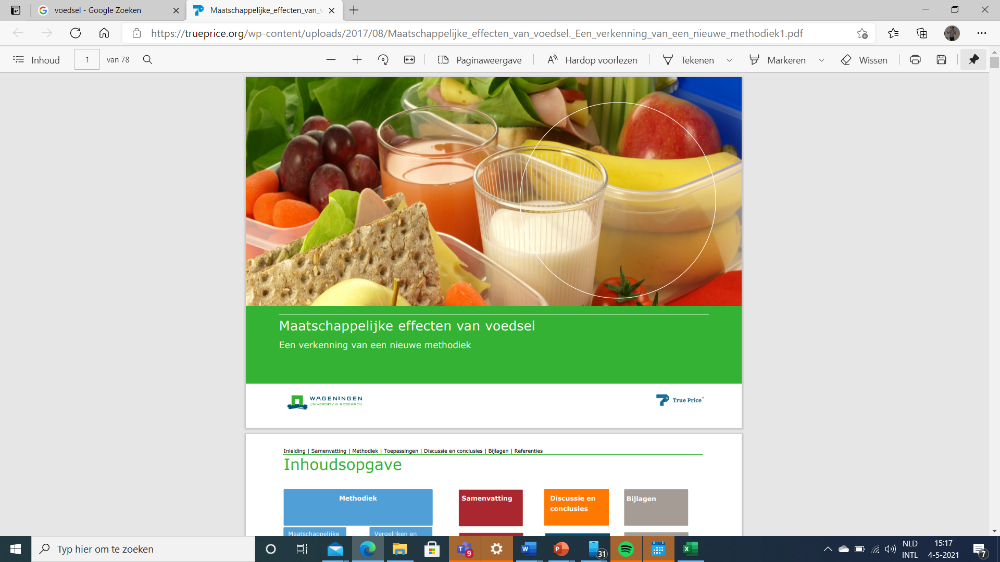 voedsel - Google Zoeken
Maatschappelijke_effecten_van_v
https://trueprice.org/wp-content/uploads/2017/08/Maatschappelijke_effecten_van_voedsel._Een_verkenning_van_een_nieuwe_methodiek1.pdf
Inhoud 1 van 78 Paginaweergave Hardop voorlezen Tekenen Markeren Wissen
Maatschappelijke effecten van voedsel
Een verkenning van een nieuwe methodiek
WAGENINGEN
UNIVERSITY & RESEARCH
True Price™
Inleiding | Samenvatting | Methodiek | Toepassingen | Discussie en conclusies | Bijlagen | Referenties
Inhoudsopgave
Methodiek
Samenvatting
Discussie en
conclusies
Bijlagen
Maatschappelijke
Vergelijken en
Typ hier om te zoeken
9
31
NLD
INTL
15:17
4-5-2021
7